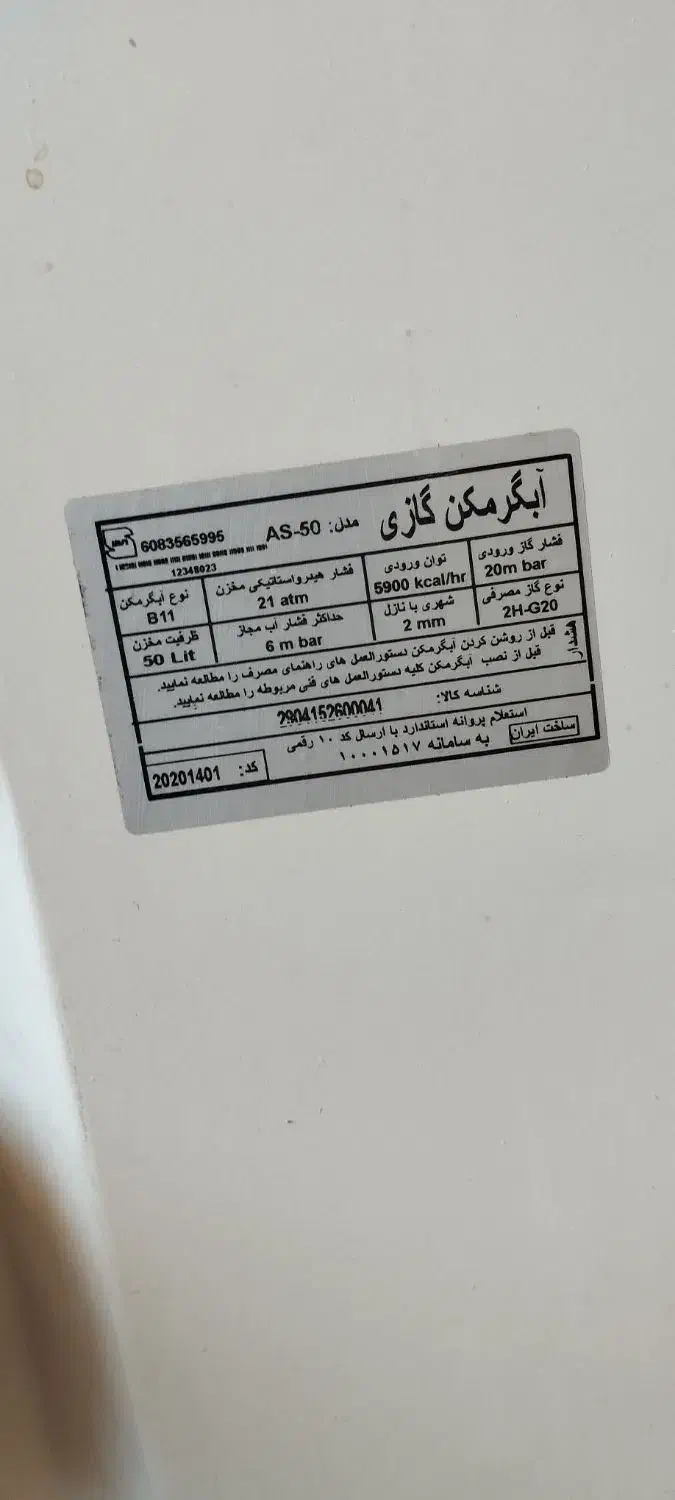 آبگرمکن گازی مدل: AS-50 6083565995
12348023
فشار گاز ورودی توان ورودی فشار هیدرواستاتیکی مخزن نوع آبگرمکن
20m bar 5900 kcal/hr 21 atm B11
نوع گاز مصرفی شهری با نازل حداکثر فشار آب مجاز ظرفیت مخزن
2H-G20 2 mm 6 m bar 50 Lit
هشدار
قبل از روشن کردن آبگرمکن دستورالعمل های راهنمای مصرف را مطالعه نمایید.
قبل از نصب آبگرمکن کلیه دستورالعمل های فنی مربوطه را مطالعه نمایید.
شناسه کالا: 2904152600041
استعلام پروانه استاندارد با ارسال کد ۱۰ رقمی
ساخت ایران به سامانه ۱۰۰۰۱۵۱۷
کد: 20201401